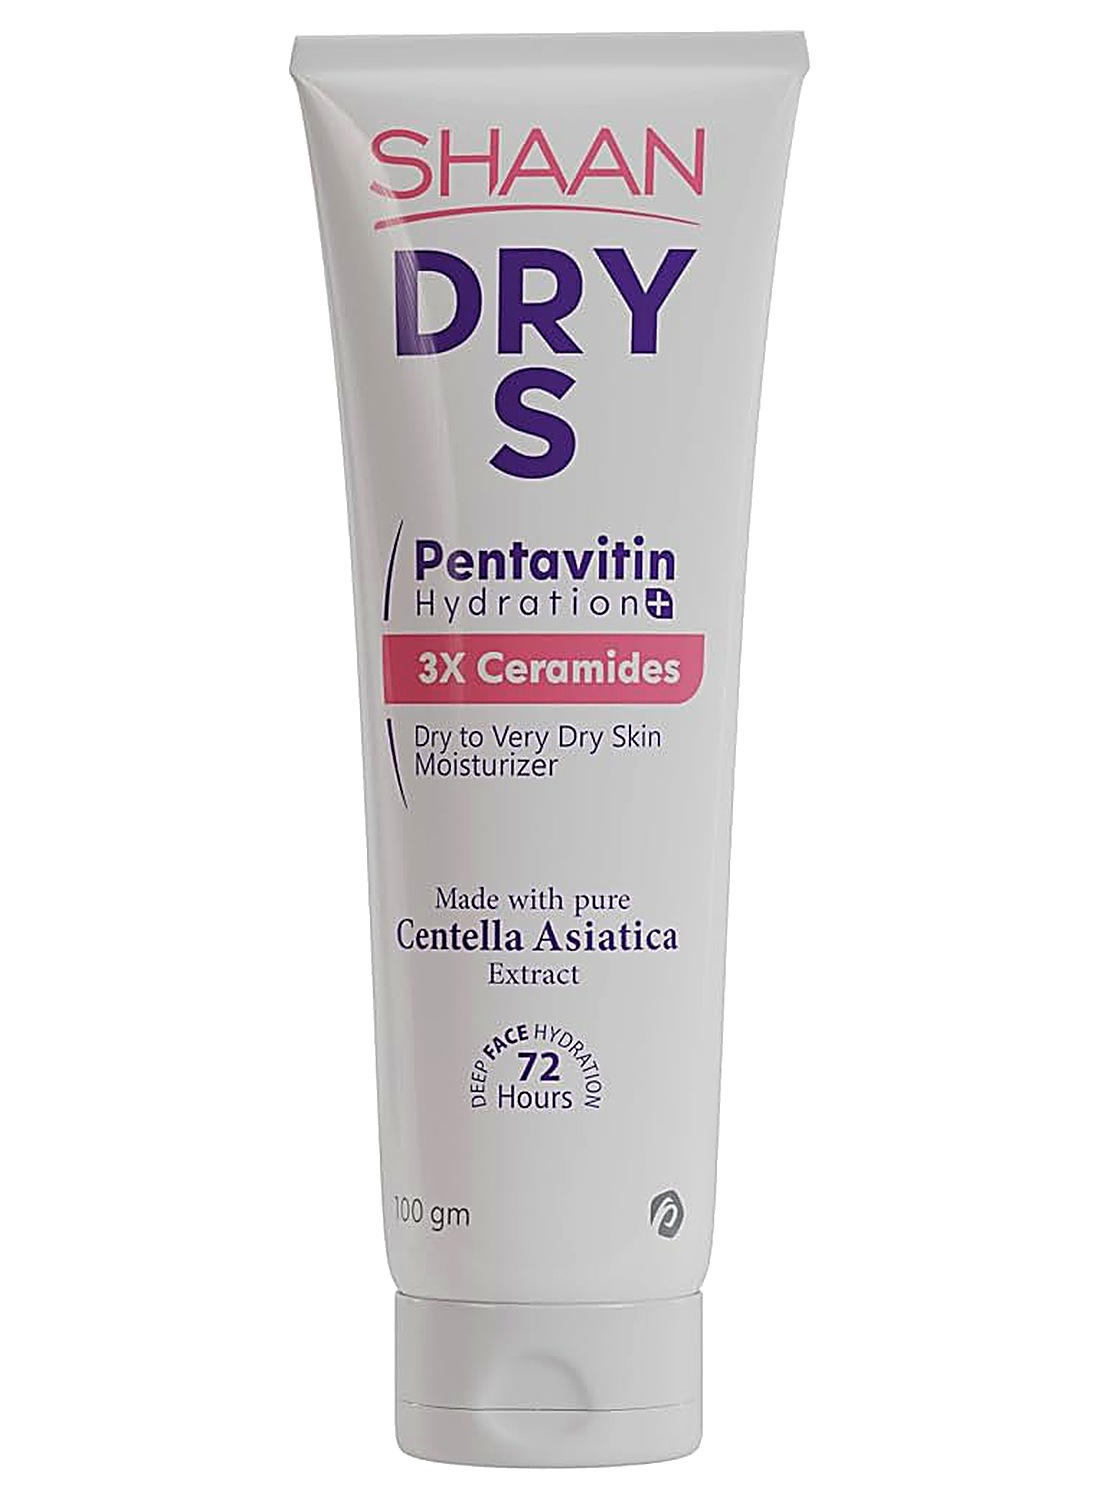 SHAAN
DRY
S
Pentavitin
Hydration+
3X Ceramides
Dry to Very Dry Skin
Moisturizer
Made with pure
Centella Asiatica
Extract
DEEP FACE HYDRATION
72
Hours
100 gm